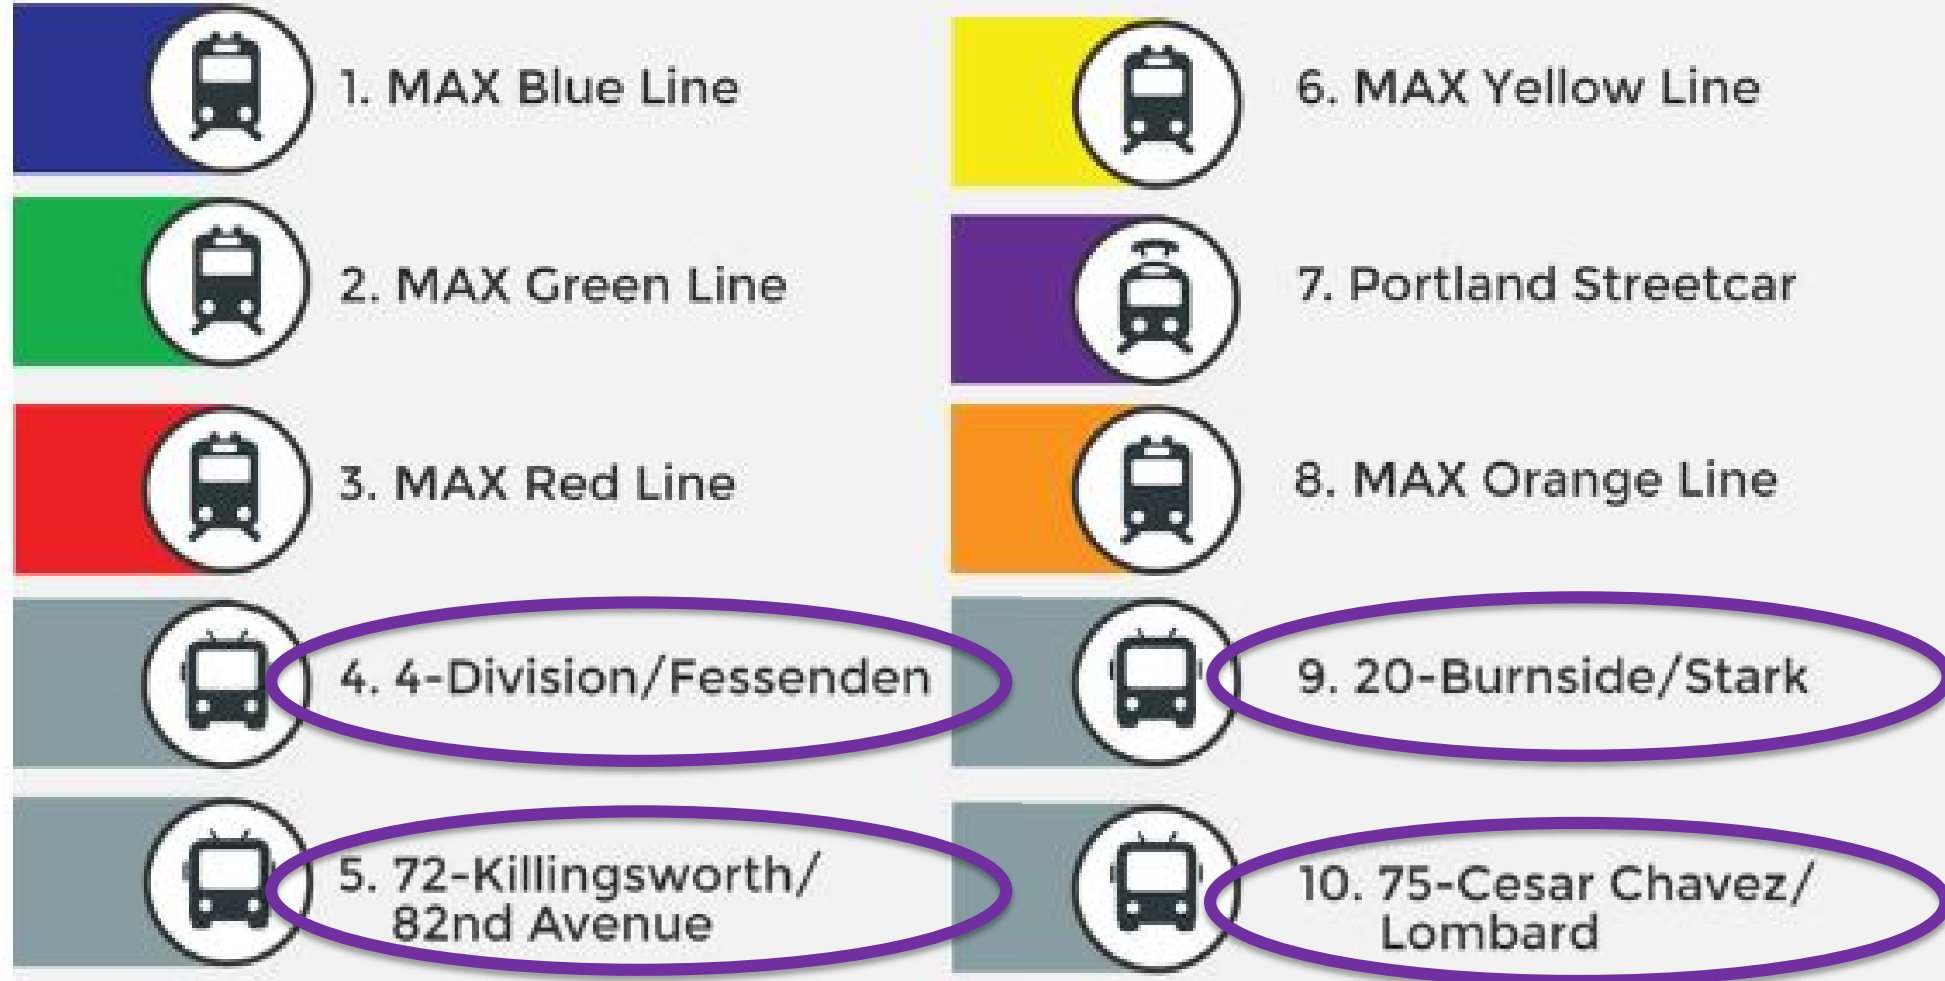 1. MAX Blue Line
2. MAX Green Line
3. MAX Red Line
4. 4-Division/Fessenden
5. 72-Killingsworth/
82nd Avenue
6. MAX Yellow Line
7. Portland Streetcar
8. MAX Orange Line
9. 20-Burnside/Stark
10. 75-Cesar Chavez/
Lombard